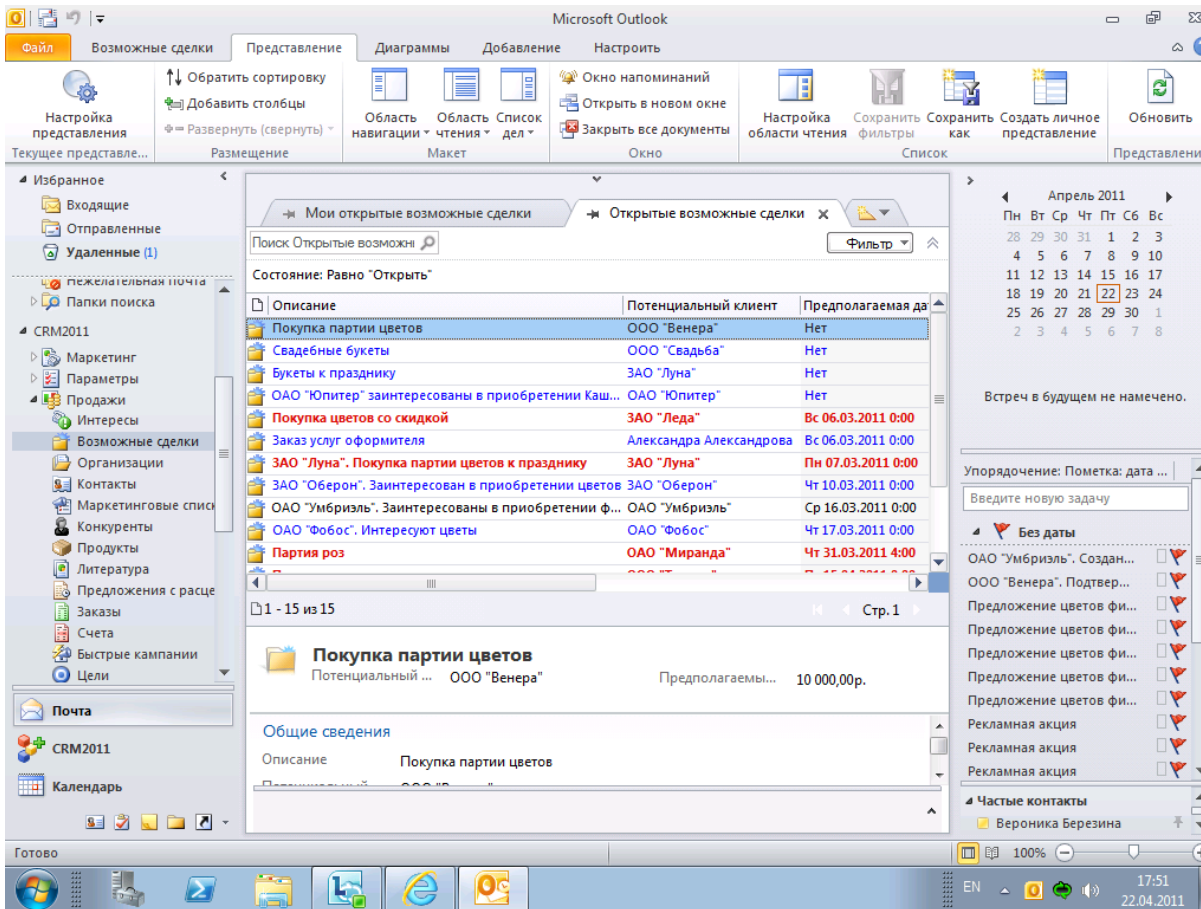 Microsoft Outlook
Файл Возможные сделки Представление Диаграммы Добавление Настроить
Настройка представления
Текущее представле...
Обратить сортировку
Добавить столбцы
Развернуть (свернуть)
Размещение
Область навигации
Область чтения
Список дел
Макет
Окно напоминаний
Открыть в новом окне
Закрыть все документы
Окно
Настройка области чтения
Сохранить фильтры
Сохранить как
Создать личное представление
Список
Обновить
Представлени
Избранное
Входящие
Отправленные
Удаленные (1)
Нежелательная почта
Папки поиска
CRM2011
Маркетинг
Параметры
Продажи
Интересы
Возможные сделки
Организации
Контакты
Маркетинговые списк
Конкуренты
Продукты
Литература
Предложения с расце
Заказы
Счета
Быстрые кампании
Цели
Почта
CRM2011
Календарь
Мои открытые возможные сделки
Открытые возможные сделки
Поиск Открытые возможн
Фильтр
Состояние: Равно "Открыть"
Описание Потенциальный клиент Предполагаемая да
Покупка партии цветов ООО "Венера" Нет
Свадебные букеты ООО "Свадьба" Нет
Букеты к празднику ЗАО "Луна" Нет
ОАО "Юпитер" заинтересованы в приобретении Каш... ОАО "Юпитер" Нет
Покупка цветов со скидкой ЗАО "Леда" Вс 06.03.2011 0:00
Заказ услуг оформителя Александра Александрова Вс 06.03.2011 0:00
ЗАО "Луна". Покупка партии цветов к празднику ЗАО "Луна" Пн 07.03.2011 0:00
ЗАО "Оберон". Заинтересован в приобретении цветов ЗАО "Оберон" Чт 10.03.2011 0:00
ОАО "Умбриэль". Заинтересованы в приобретении ф... ОАО "Умбриэль" Ср 16.03.2011 0:00
ОАО "Фобос". Интересуют цветы ОАО "Фобос" Чт 17.03.2011 0:00
Партия роз ОАО "Миранда" Чт 31.03.2011 4:00
1 - 15 из 15
Стр. 1
Покупка партии цветов
Потенциальный ... ООО "Венера" Предполагаемы... 10 000,00р.
Общие сведения
Описание Покупка партии цветов
Апрель 2011
Пн Вт Ср Чт Пт Сб Вс
28 29 30 31 1 2 3
4 5 6 7 8 9 10
11 12 13 14 15 16 17
18 19 20 21 22 23 24
25 26 27 28 29 30 1
2 3 4 5 6 7 8
Встреч в будущем не намечено.
Упорядочение: Пометка: дата ...
Введите новую задачу
Без даты
ОАО "Умбриэль". Создан...
ООО "Венера". Подтвер...
Предложение цветов фи...
Предложение цветов фи...
Предложение цветов фи...
Предложение цветов фи...
Предложение цветов фи...
Рекламная акция
Рекламная акция
Рекламная акция
Частые контакты
Вероника Березина
Готово
100%
EN
17:51
22.04.2011